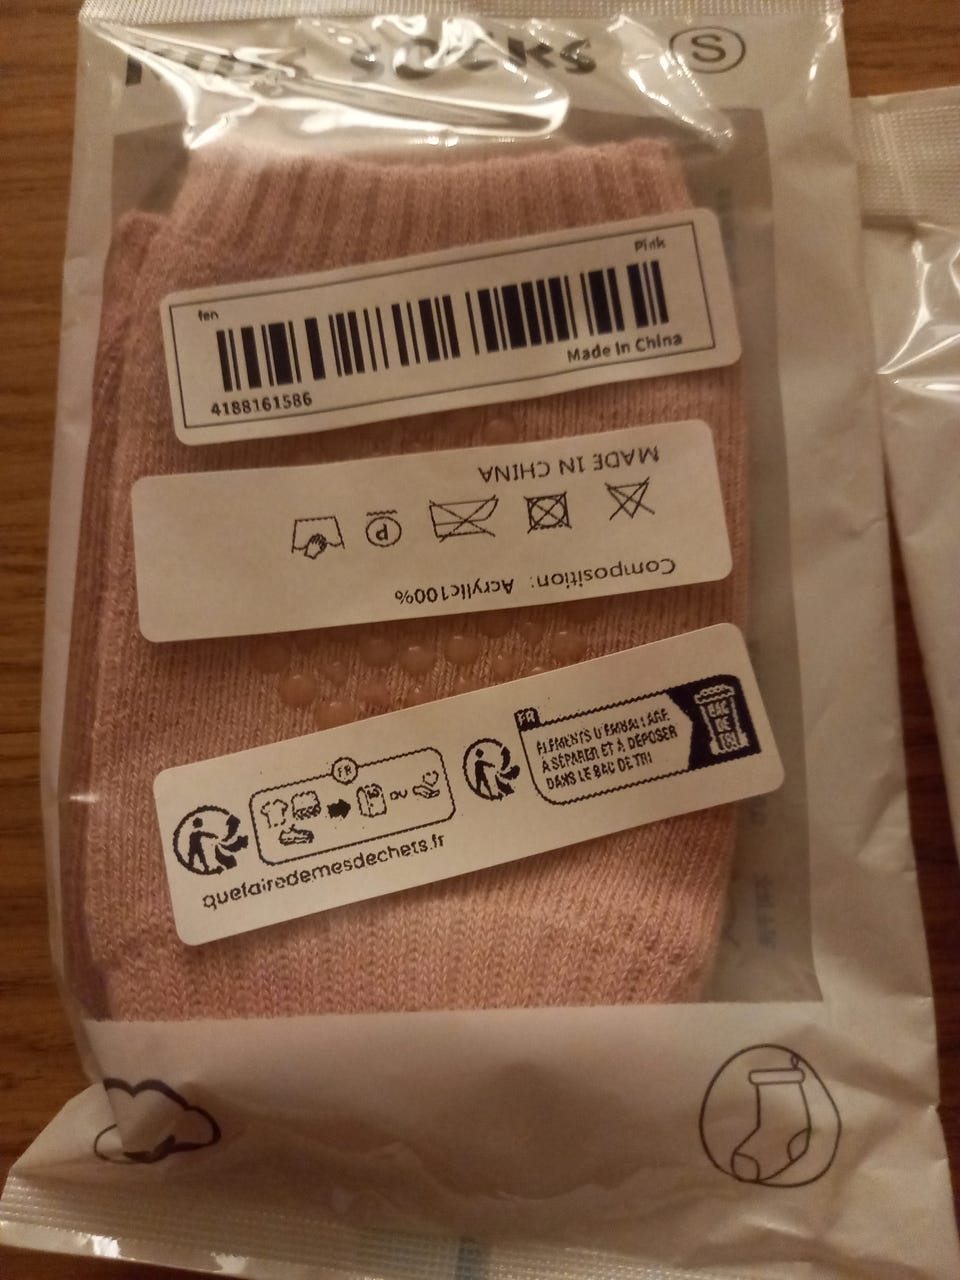 SOCKS S
fen
Pink
4188161586
Made In China
Composition: Acrylic100%
P
MADE IN CHINA
FR
OU
quefairedemesdechets.fr
FR
ÉLÉMENTS D'EMBALLAGE
À SÉPARER ET À DÉPOSER
DANS LE BAC DE TRI
BAC
DE
TRI